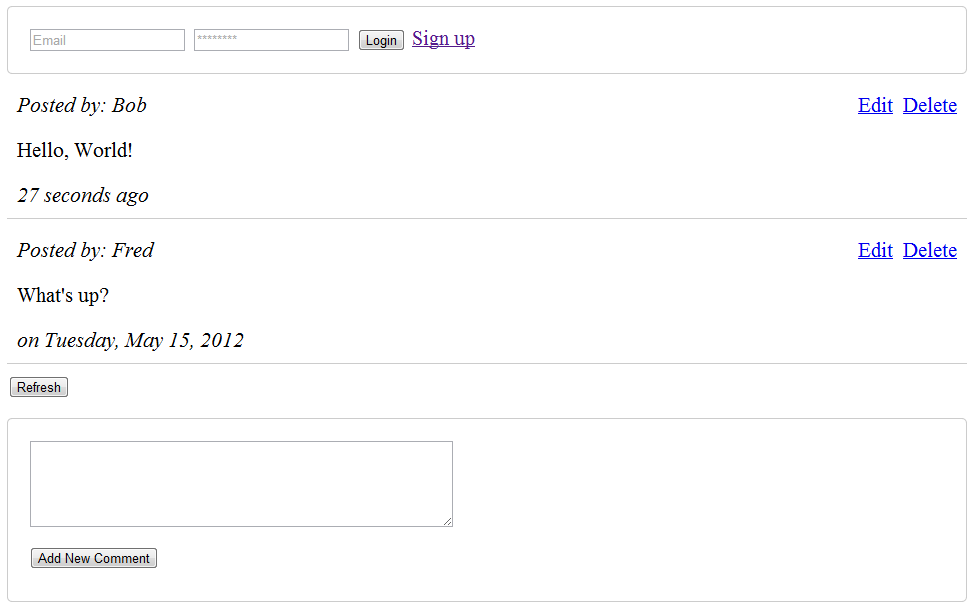 Email ******** Login Sign up
Posted by: Bob Edit Delete
Hello, World!
27 seconds ago
Posted by: Fred Edit Delete
What's up?
on Tuesday, May 15, 2012
Refresh
Add New Comment